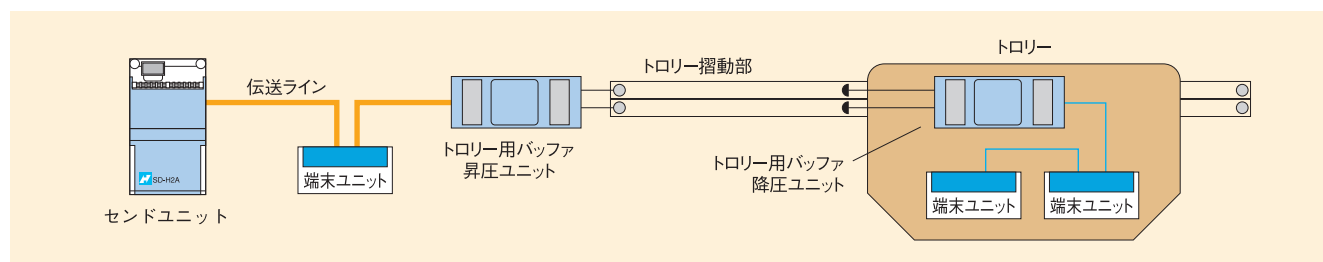 SD-H2A
センドユニット
伝送ライン
端末ユニット
トロリー用バッファ
昇圧ユニット
トロリー摺動部
トロリー
トロリー用バッファ
降圧ユニット
端末ユニット
端末ユニット